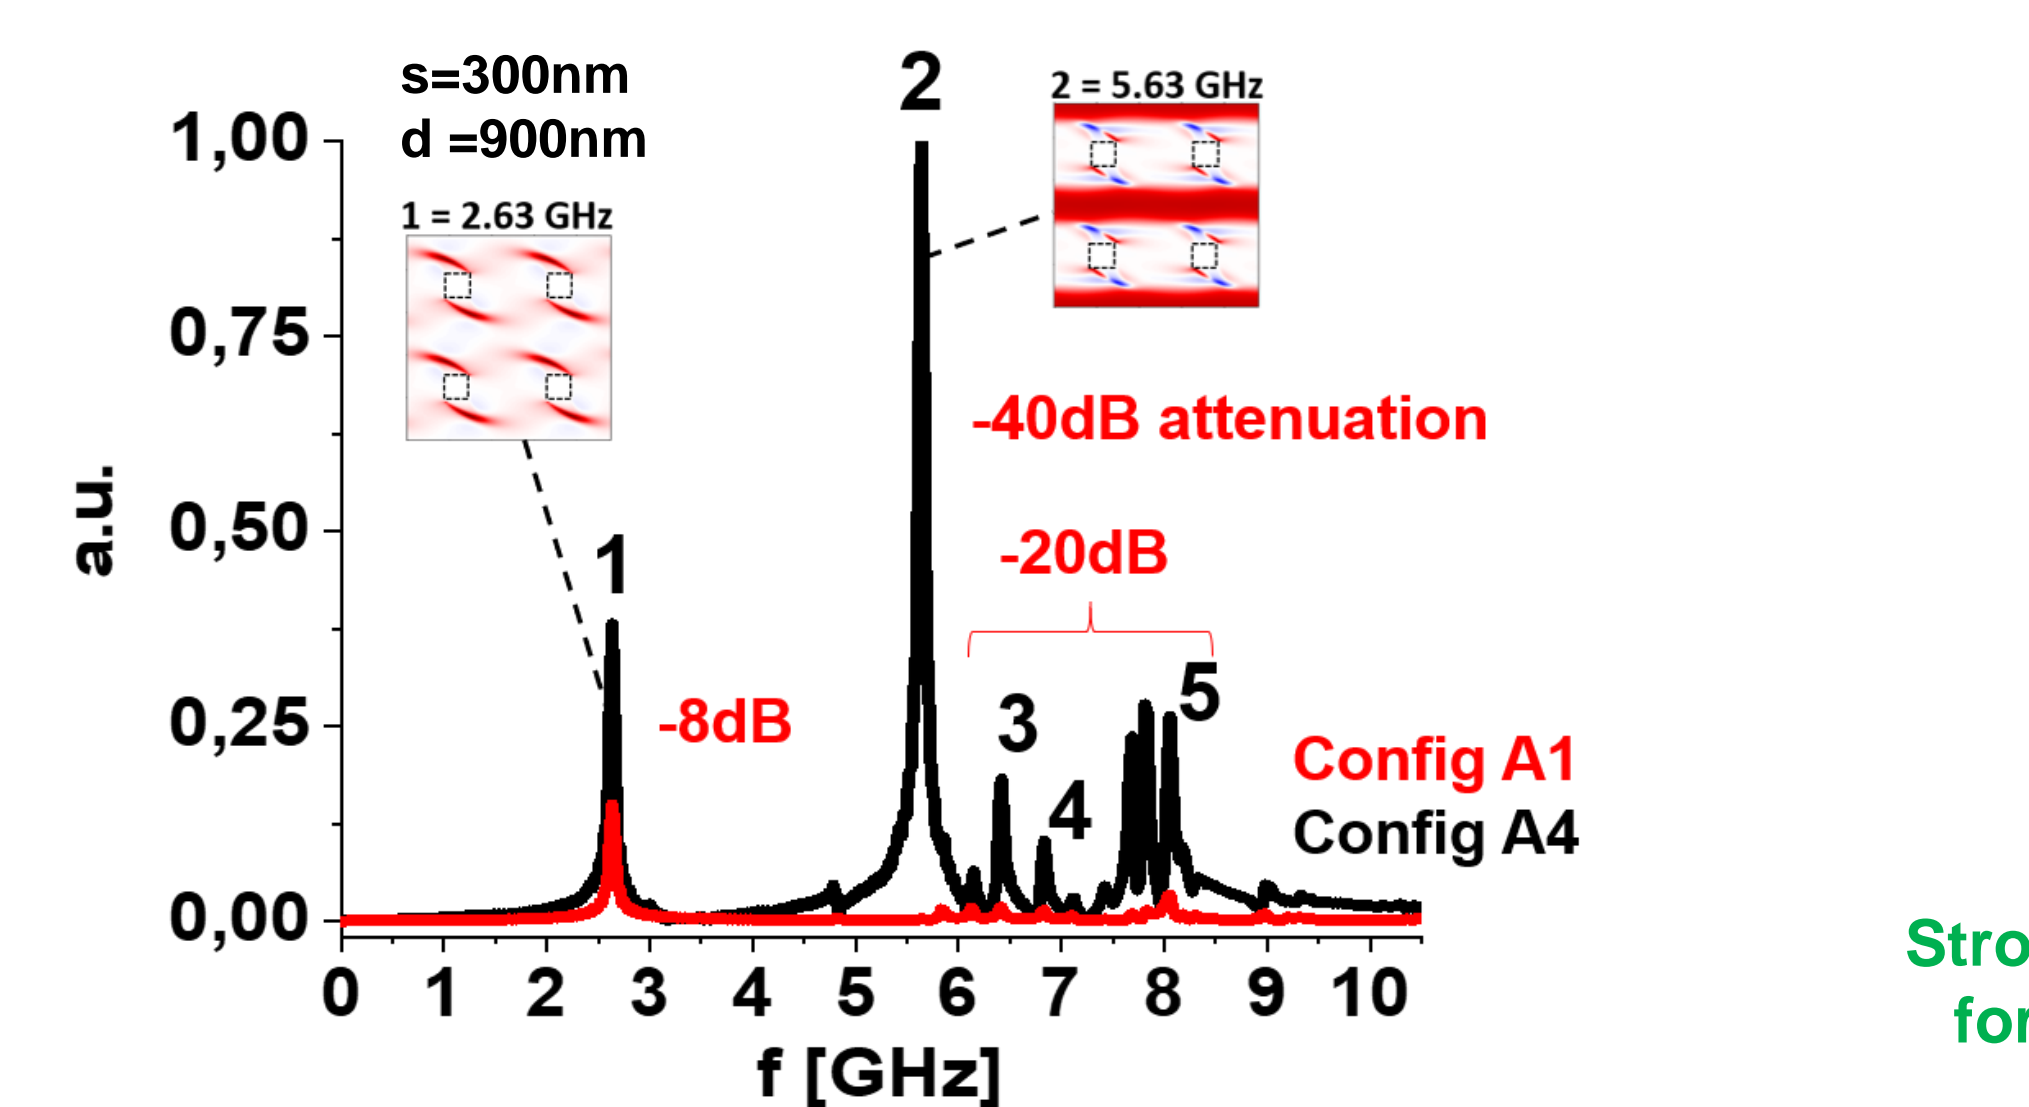 s=300nm
d =900nm
2
2 = 5.63 GHz
1 = 2.63 GHz
1,00
0,75
0,50
0,25
0,00
a.u.
1
-8dB
-40dB attenuation
-20dB
3
4
5
Config A1
Config A4
0 1 2 3 4 5 6 7 8 9 10
f [GHz]
Stro
for